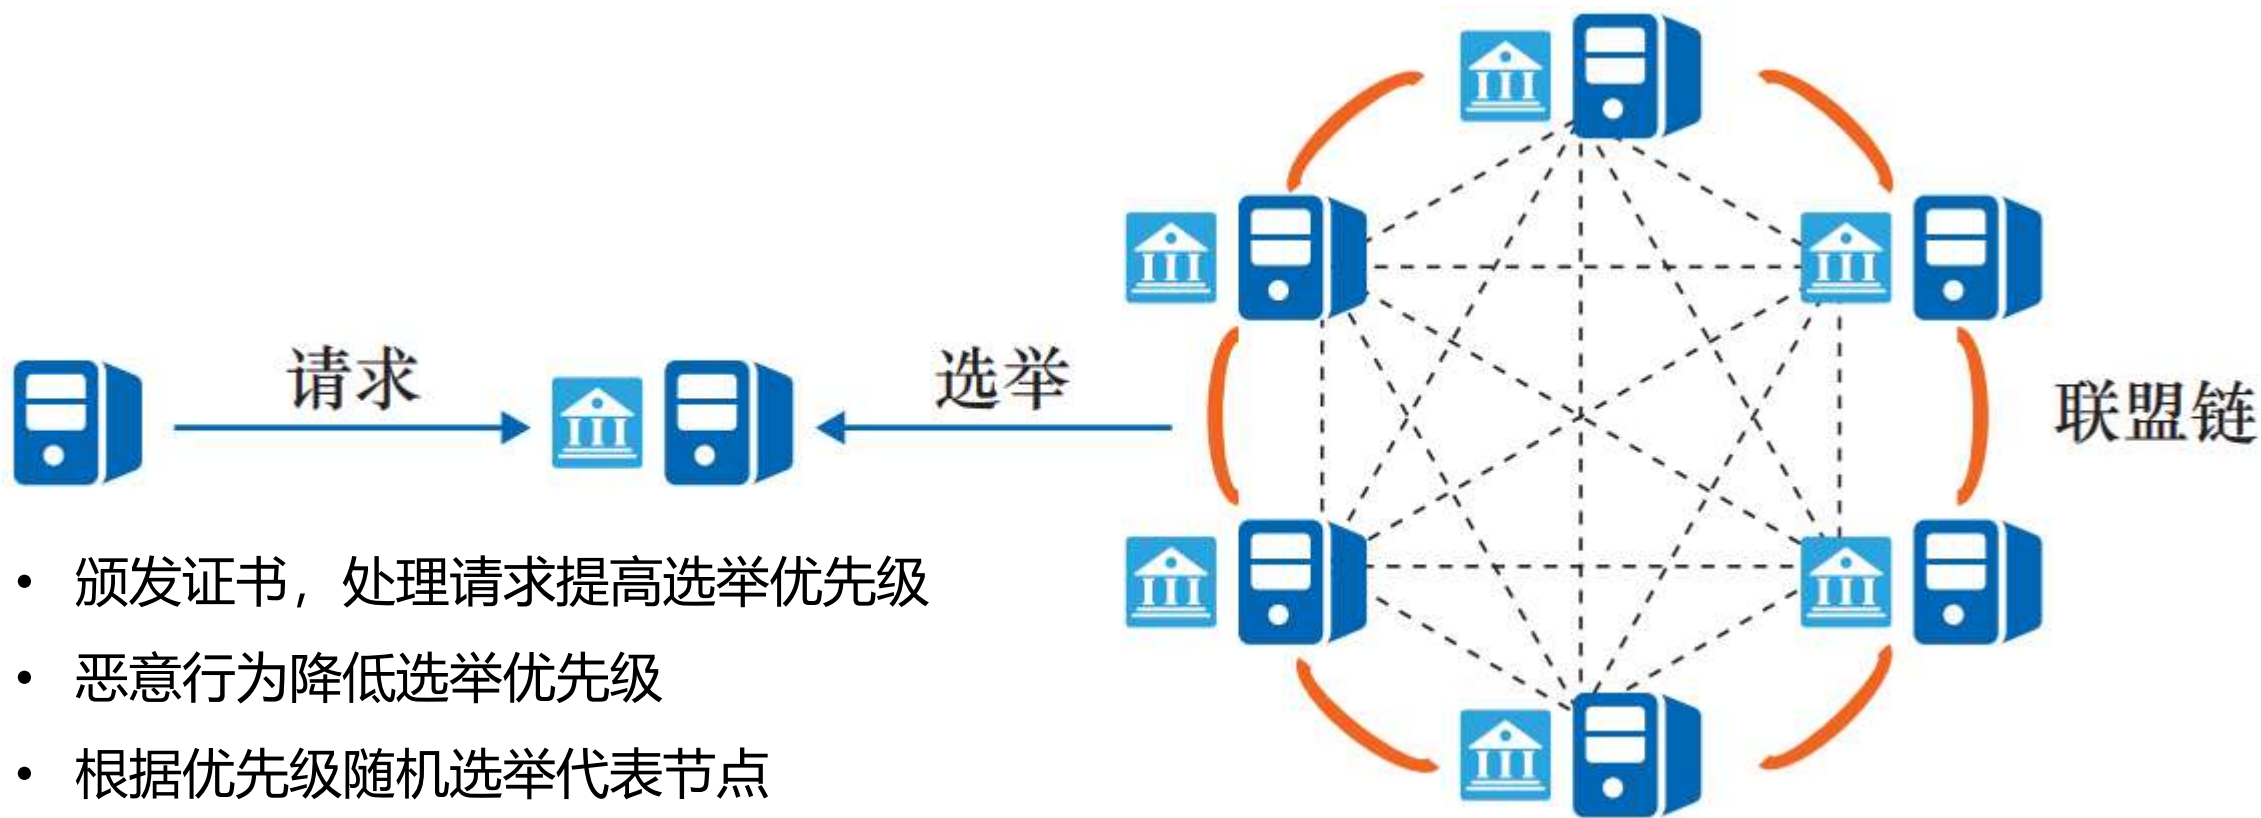 请求
选举
联盟链
• 颁发证书，处理请求提高选举优先级
• 恶意行为降低选举优先级
• 根据优先级随机选举代表节点